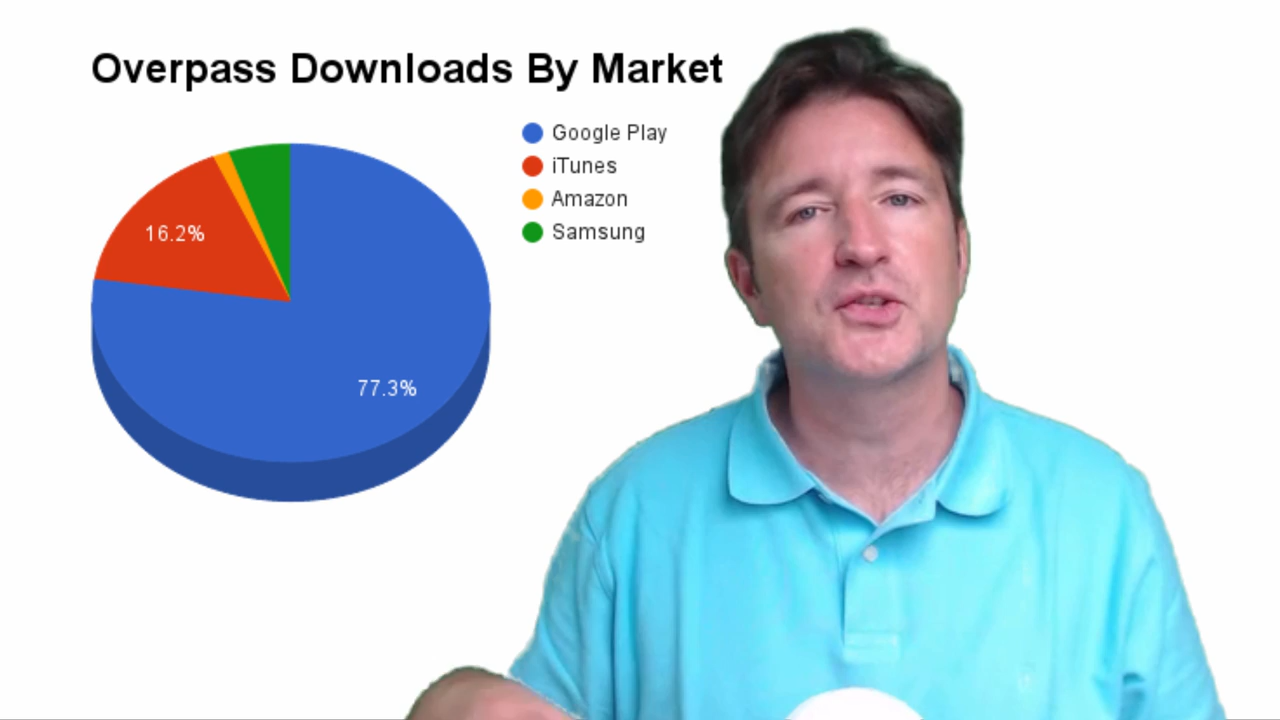 Overpass Downloads By Market
Google Play
iTunes
Amazon
Samsung
16.2%
77.3%